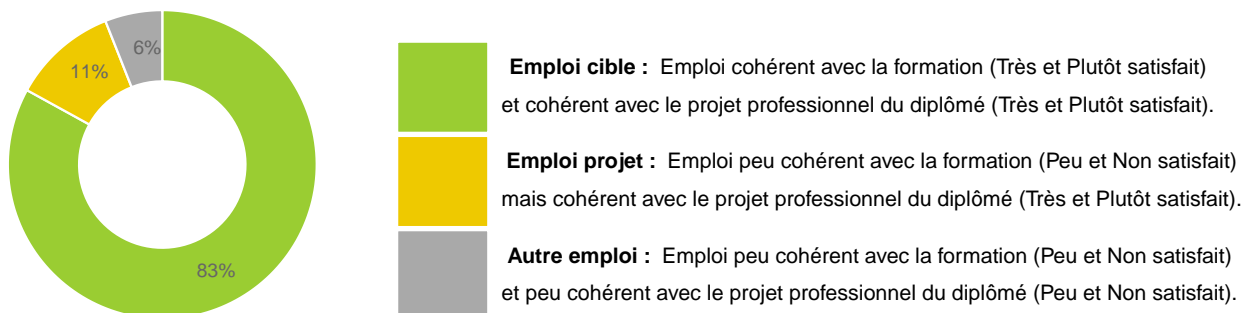 6%
11%
83%
Emploi cible : Emploi cohérent avec la formation (Très et Plutôt satisfait)
et cohérent avec le projet professionnel du diplômé (Très et Plutôt satisfait).
Emploi projet : Emploi peu cohérent avec la formation (Peu et Non satisfait)
mais cohérent avec le projet professionnel du diplômé (Très et Plutôt satisfait).
Autre emploi : Emploi peu cohérent avec la formation (Peu et Non satisfait)
et peu cohérent avec le projet professionnel du diplômé (Peu et Non satisfait).